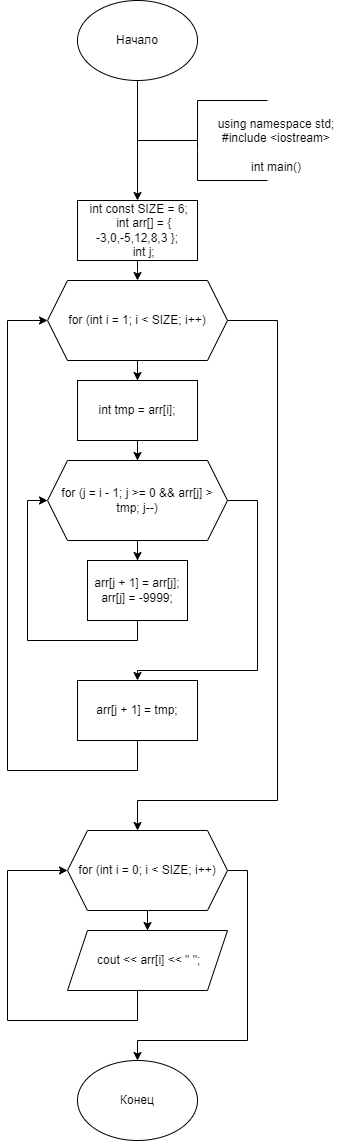 Начало
using namespace std;
#include <iostream>
int main()
int const SIZE = 6;
int arr[] = {
-3,0,-5,12,8,3 };
int j;
for (int i = 1; i < SIZE; i++)
int tmp = arr[i];
for (j = i - 1; j >= 0 && arr[j] >
tmp; j--)
arr[j + 1] = arr[j];
arr[j] = -9999;
arr[j + 1] = tmp;
for (int i = 0; i < SIZE; i++)
cout << arr[i] << " ";
Конец